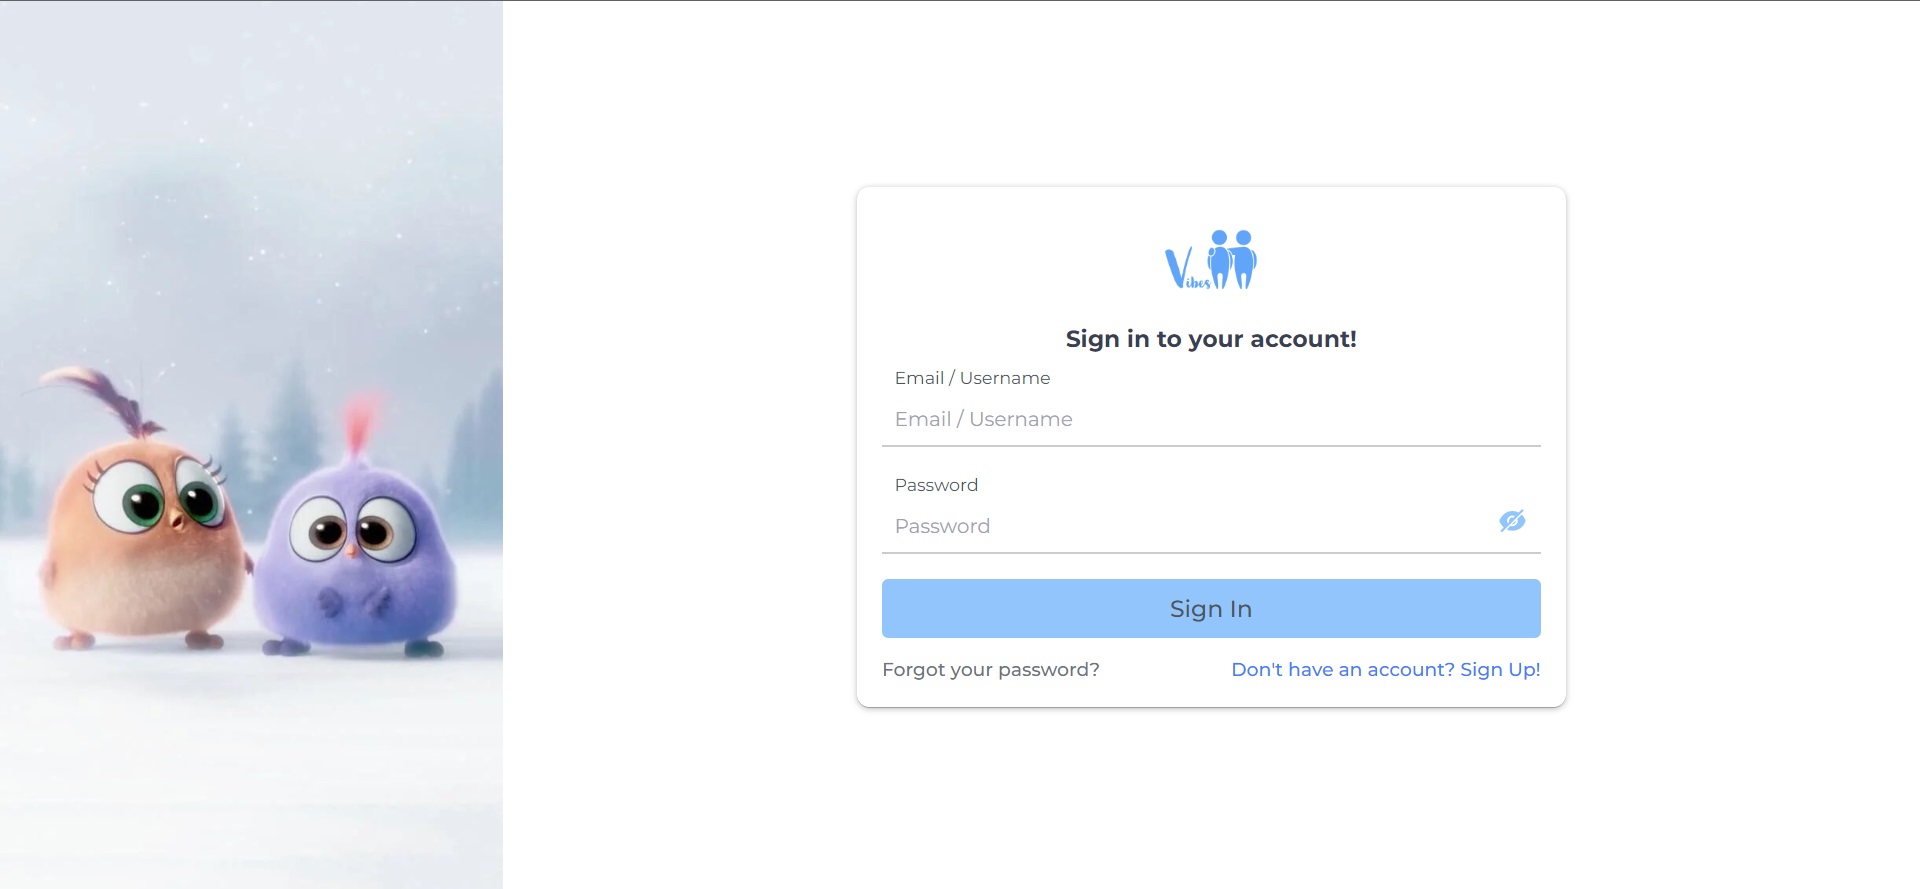 Vibes
Sign in to your account!
Email / Username
Email / Username
Password
Password
Sign In
Forgot your password?
Don't have an account? Sign Up!